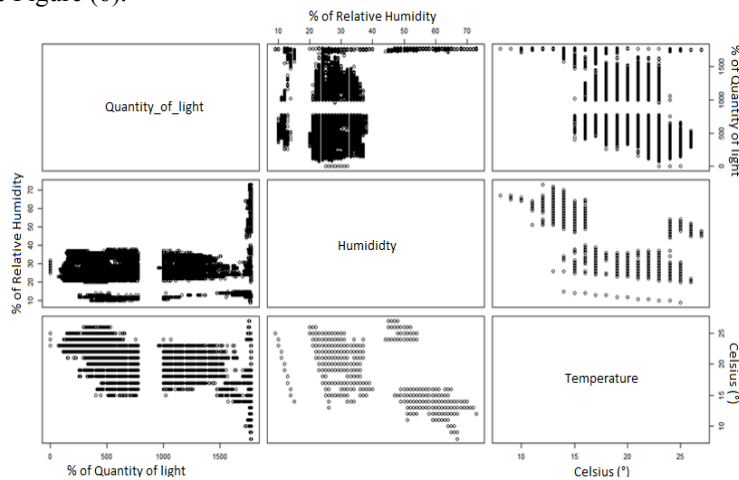 e Figure (6).
% of Relative Humidity
10 20 30 40 50 60 70
Quantity_of_light
0 500 1000 1500
% of Quantity of light
% of Relative Humidity
10 20 30 40 50 60 70
Humididty
Temperature
10 15 20 25
Celsius (°)
0 500 1000 1500
% of Quantity of light
10 15 20 25
Celsius (°)